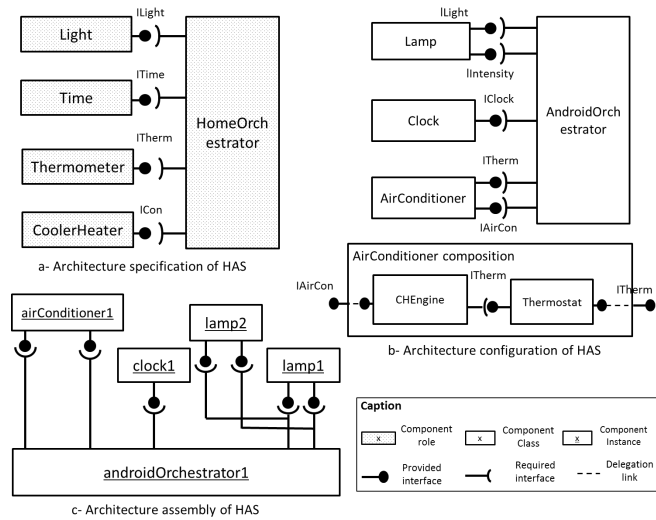 ILight
Light
ITime
Time
ITherm
Thermometer
ICon
CoolerHeater
HomeOrch
estrator
a- Architecture specification of HAS
ILight
Lamp
IIntensity
IClock
Clock
ITherm
AirConditioner
IAirCon
AndroidOrch
estrator
AirConditioner composition
IAirCon
CHEngine
ITherm
Thermostat
ITherm
b- Architecture configuration of HAS
airConditioner1
lamp2
clock1
lamp1
androidOrchestrator1
c- Architecture assembly of HAS
Caption
x
Component
role
x
Component
Class
x
Component
Instance
Provided
interface
Required
interface
Delegation
link